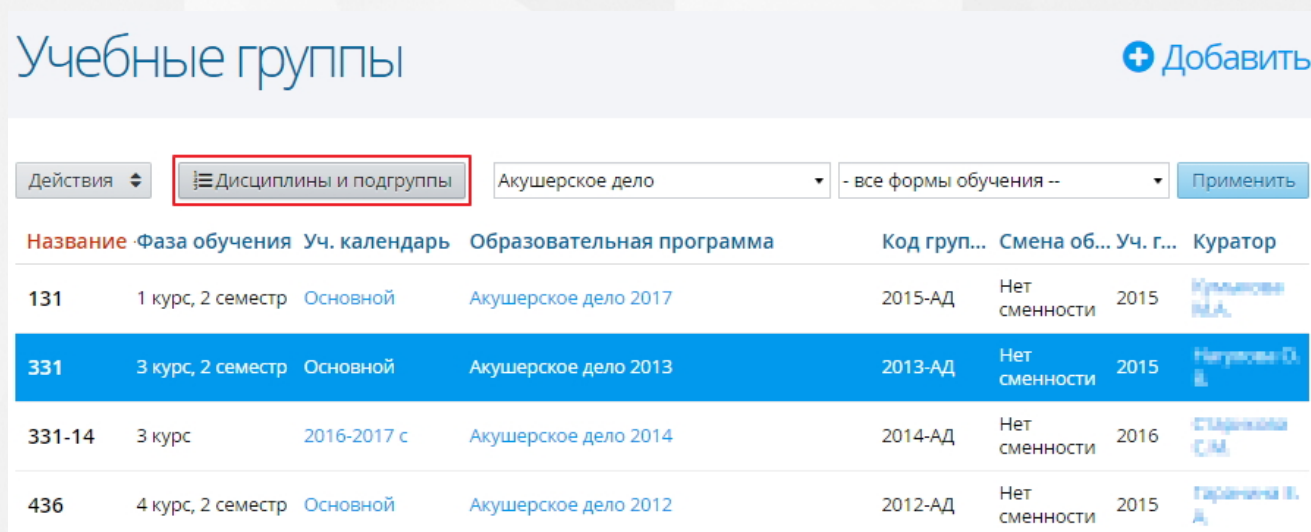 Учебные группы
Добавить
Действия
Дисциплины и подгруппы
Акушерское дело
- все формы обучения --
Применить
Название Фаза обучения Уч. календарь Образовательная программа Код груп... Смена об... Уч. г... Куратор
131 1 курс, 2 семестр Основной Акушерское дело 2017 2015-АД Нет сменности 2015
331 3 курс, 2 семестр Основной Акушерское дело 2013 2013-АД Нет сменности 2015
331-14 3 курс 2016-2017 с Акушерское дело 2014 2014-АД Нет сменности 2016
436 4 курс, 2 семестр Основной Акушерское дело 2012 2012-АД Нет сменности 2015